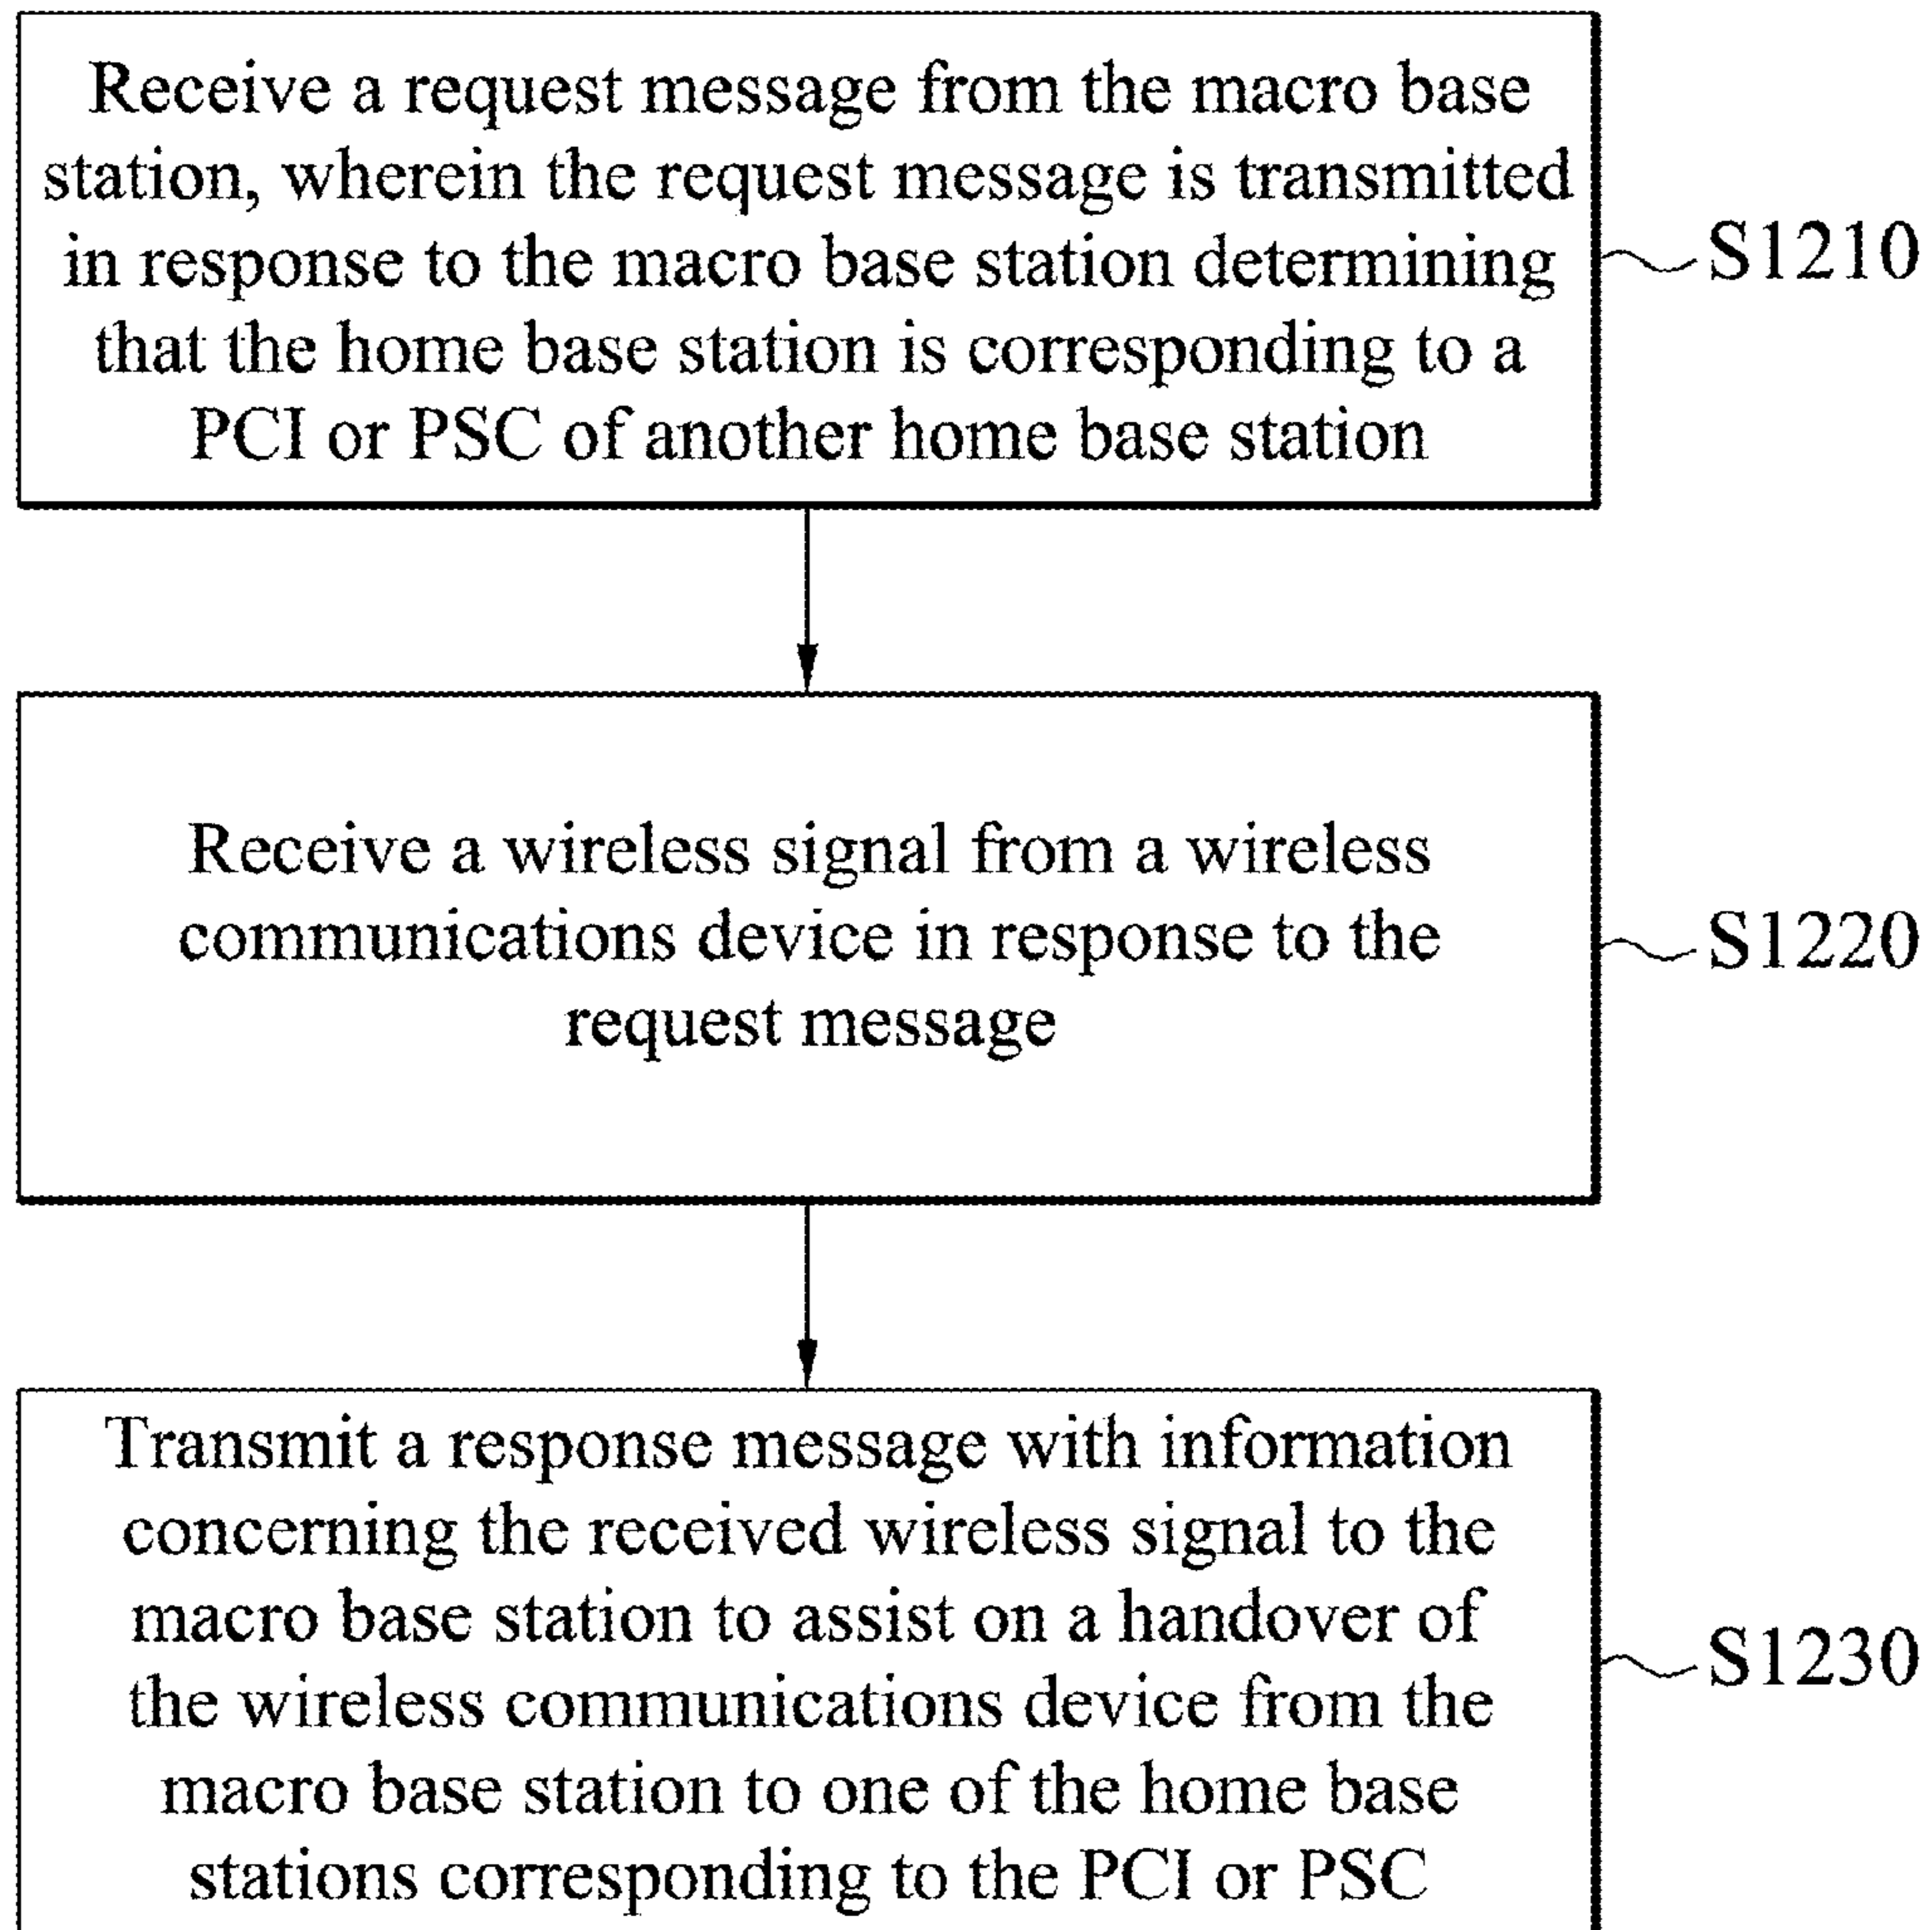 Receive a request message from the macro base
station, wherein the request message is transmitted
in response to the macro base station determining
that the home base station is corresponding to a
PCI or PSC of another home base station
S1210
Receive a wireless signal from a wireless
communications device in response to the
request message
S1220
Transmit a response message with information
concerning the received wireless signal to the
macro base station to assist on a handover of
the wireless communications device from the
macro base station to one of the home base
stations corresponding to the PCI or PSC
S1230